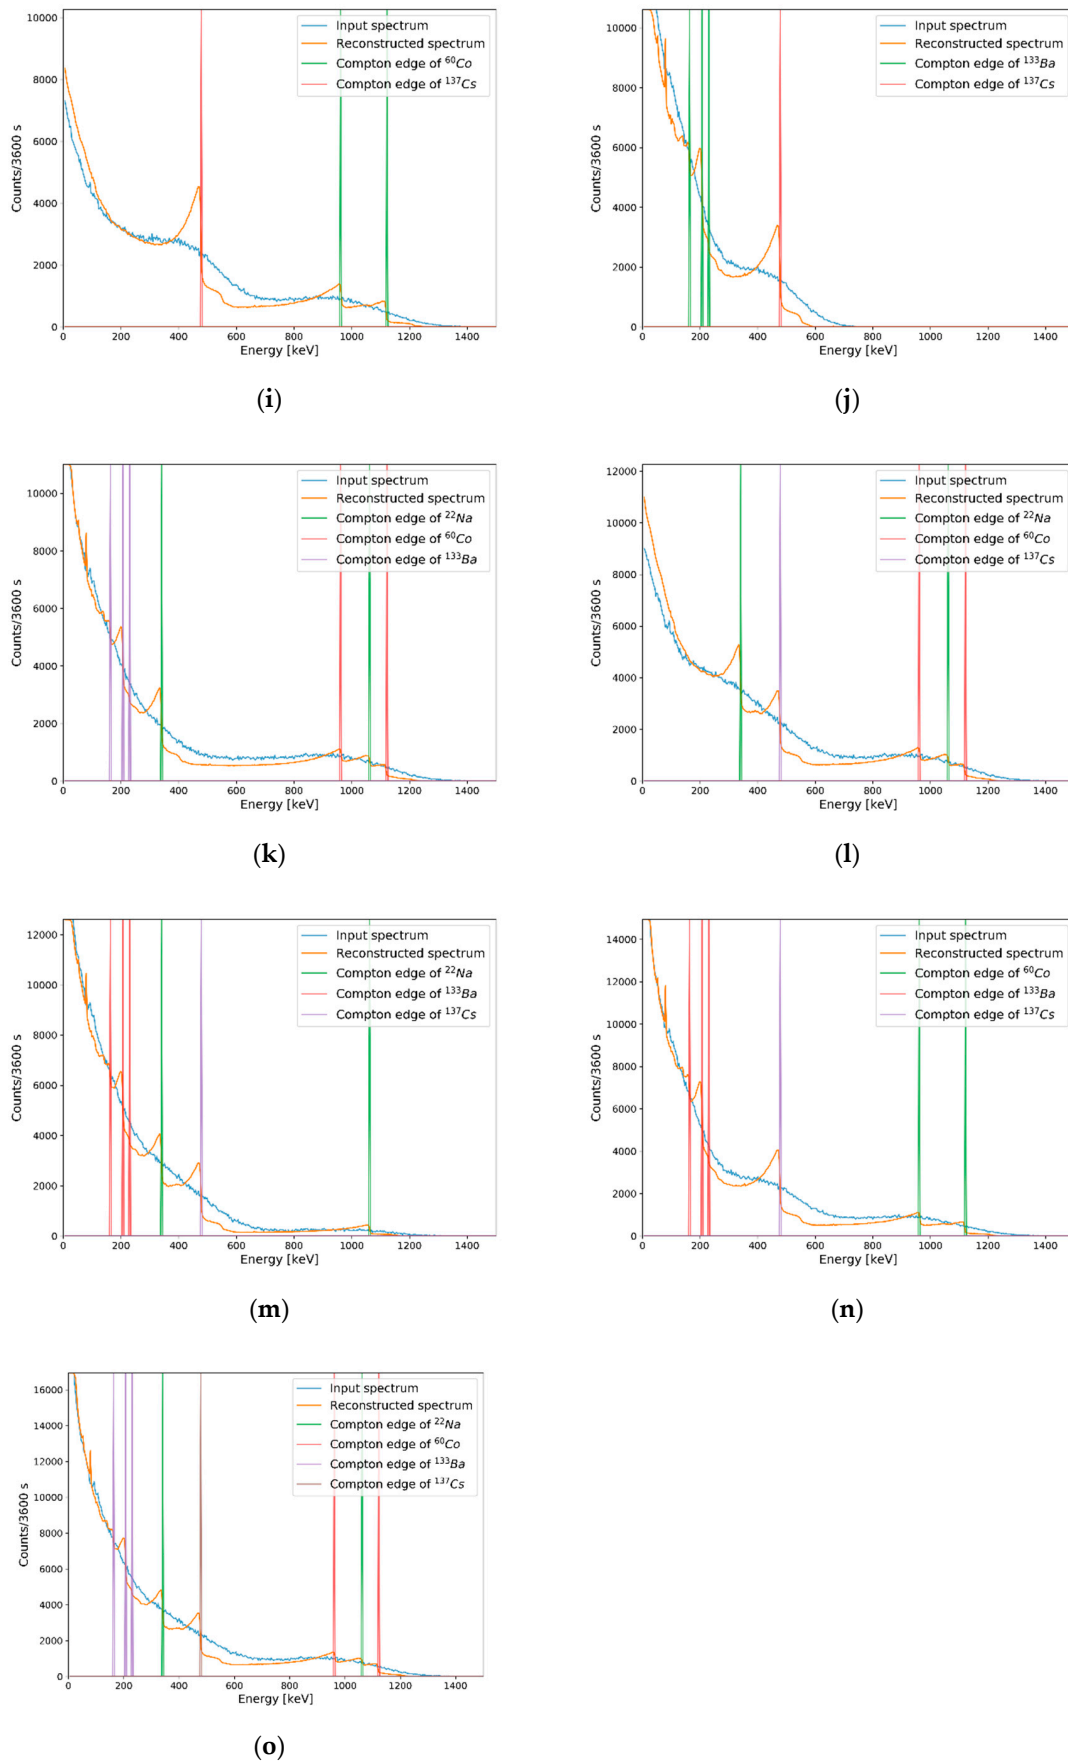 10000
8000
6000
4000
2000
0
Counts/3600 s
Input spectrum
Reconstructed spectrum
Compton edge of ⁶⁰Co
Compton edge of ¹³⁷Cs
0 200 400 600 800 1000 1200 1400
Energy [keV]
(i)
10000
8000
6000
4000
2000
0
Counts/3600 s
Input spectrum
Reconstructed spectrum
Compton edge of ¹³³Ba
Compton edge of ¹³⁷Cs
0 200 400 600 800 1000 1200 1400
Energy [keV]
(j)
10000
8000
6000
4000
2000
0
Counts/3600 s
Input spectrum
Reconstructed spectrum
Compton edge of ²²Na
Compton edge of ⁶⁰Co
Compton edge of ¹³³Ba
0 200 400 600 800 1000 1200 1400
Energy [keV]
(k)
12000
10000
8000
6000
4000
2000
0
Counts/3600 s
Input spectrum
Reconstructed spectrum
Compton edge of ²²Na
Compton edge of ⁶⁰Co
Compton edge of ¹³⁷Cs
0 200 400 600 800 1000 1200 1400
Energy [keV]
(l)
12000
10000
8000
6000
4000
2000
0
Counts/3600 s
Input spectrum
Reconstructed spectrum
Compton edge of ²²Na
Compton edge of ¹³³Ba
Compton edge of ¹³⁷Cs
0 200 400 600 800 1000 1200 1400
Energy [keV]
(m)
14000
12000
10000
8000
6000
4000
2000
0
Counts/3600 s
Input spectrum
Reconstructed spectrum
Compton edge of ⁶⁰Co
Compton edge of ¹³³Ba
Compton edge of ¹³⁷Cs
0 200 400 600 800 1000 1200 1400
Energy [keV]
(n)
16000
14000
12000
10000
8000
6000
4000
2000
0
Counts/3600 s
Input spectrum
Reconstructed spectrum
Compton edge of ²²Na
Compton edge of ⁶⁰Co
Compton edge of ¹³³Ba
Compton edge of ¹³⁷Cs
0 200 400 600 800 1000 1200 1400
Energy [keV]
(o)